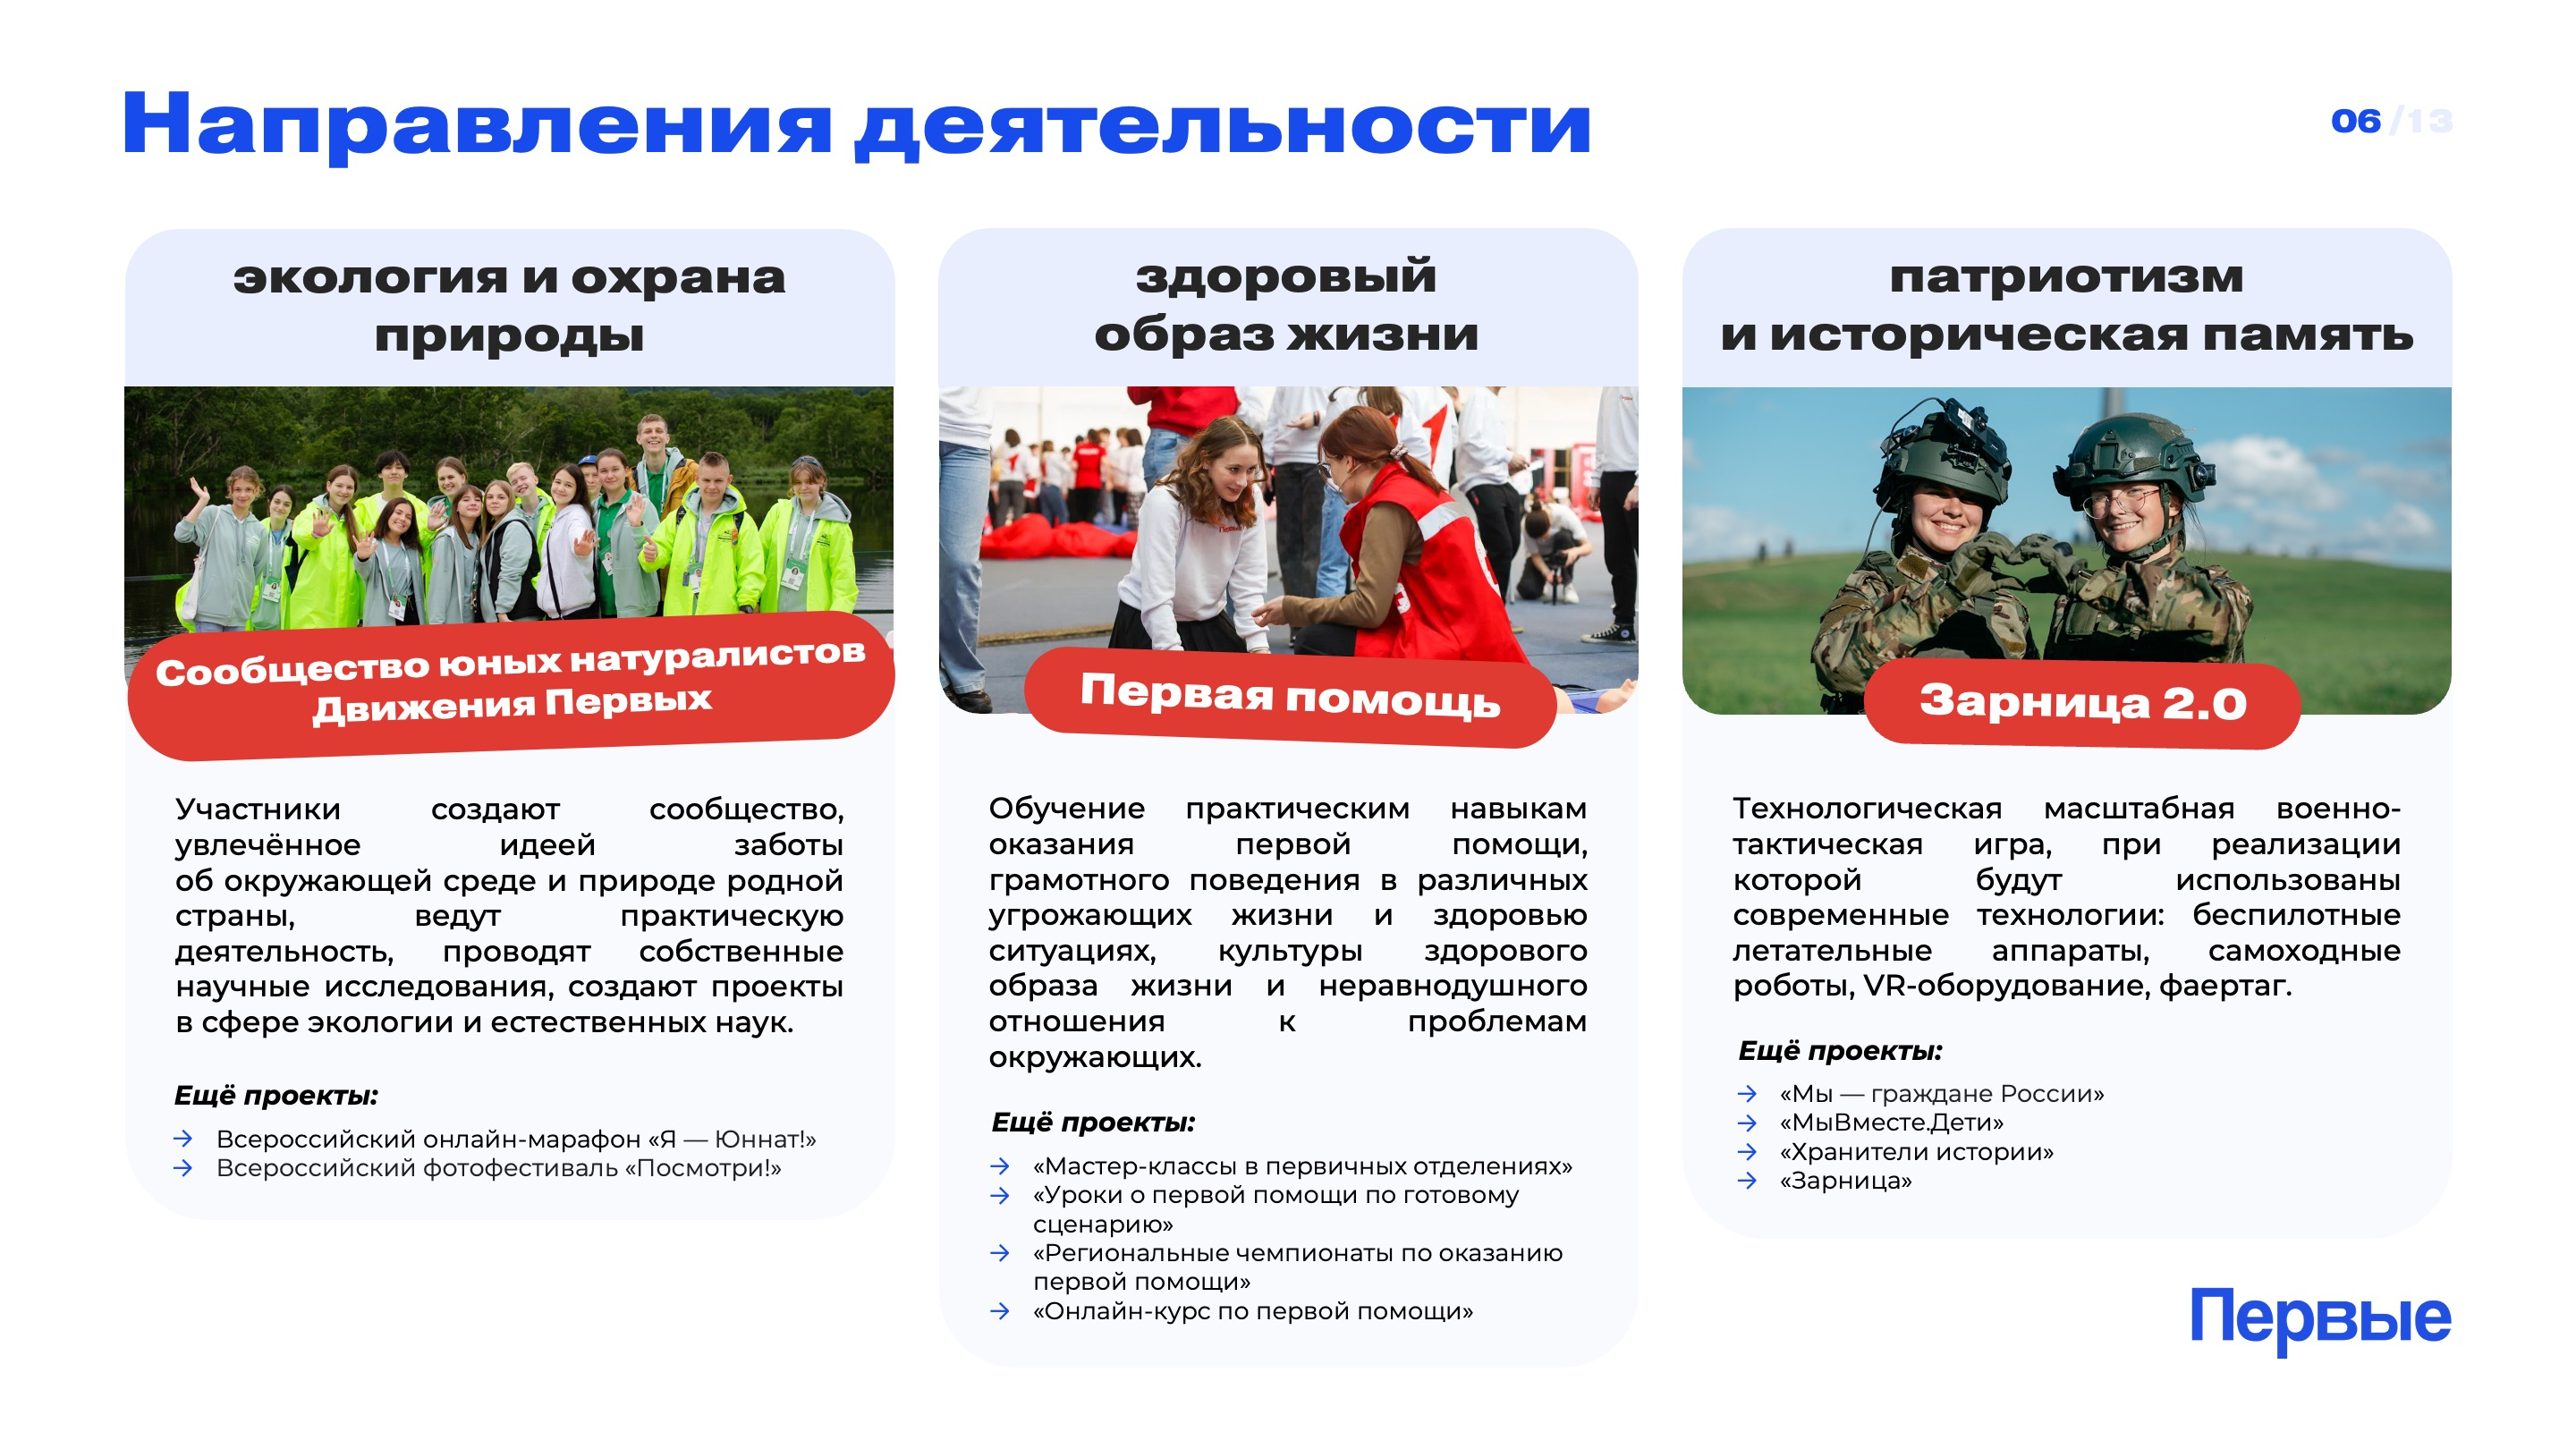 Направления деятельности
06 /13
экология и охрана
природы
Сообщество юных натуралистов
Движения Первых
Участники создают сообщество,
увлечённое идеей заботы
об окружающей среде и природе родной
страны, ведут практическую
деятельность, проводят собственные
научные исследования, создают проекты
в сфере экологии и естественных наук.
Ещё проекты:
→ Всероссийский онлайн-марафон «Я — Юннат!»
→ Всероссийский фотофестиваль «Посмотри!»
здоровый
образ жизни
Первая помощь
Обучение практическим навыкам
оказания первой помощи,
грамотного поведения в различных
угрожающих жизни и здоровью
ситуациях, культуры здорового
образа жизни и неравнодушного
отношения к проблемам
окружающих.
Ещё проекты:
→ «Мастер-классы в первичных отделениях»
→ «Уроки о первой помощи по готовому
сценарию»
→ «Региональные чемпионаты по оказанию
первой помощи»
→ «Онлайн-курс по первой помощи»
патриотизм
и историческая память
Зарница 2.0
Технологическая масштабная военно-
тактическая игра, при реализации
которой будут использованы
современные технологии: беспилотные
летательные аппараты, самоходные
роботы, VR-оборудование, фаертаг.
Ещё проекты:
→ «Мы — граждане России»
→ «МыВместе.Дети»
→ «Хранители истории»
→ «Зарница»
Первые